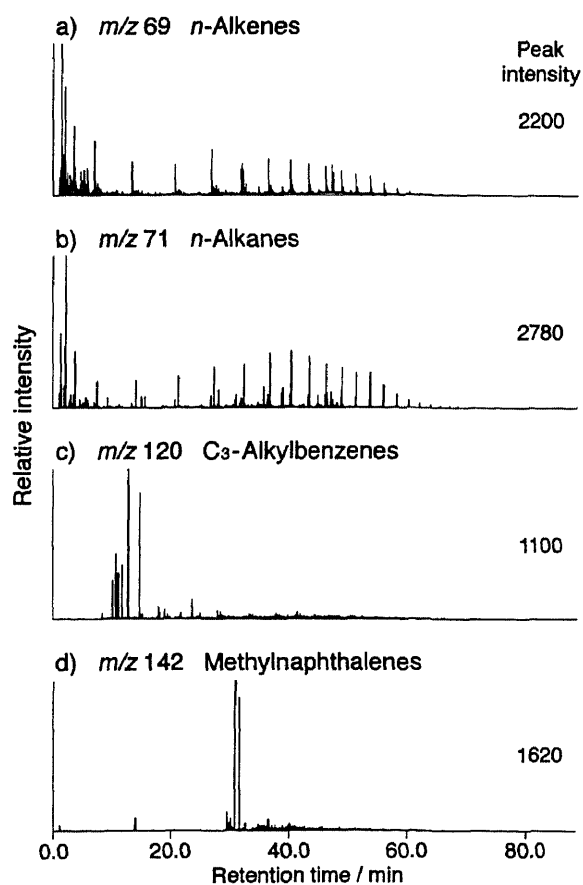 a) m/z 69 n-Alkenes
Peak
intensity
2200
b) m/z 71 n-Alkanes
2780
Relative intensity
c) m/z 120 C₃-Alkylbenzenes
1100
d) m/z 142 Methylnaphthalenes
1620
0.0 20.0 40.0 60.0 80.0
Retention time / min